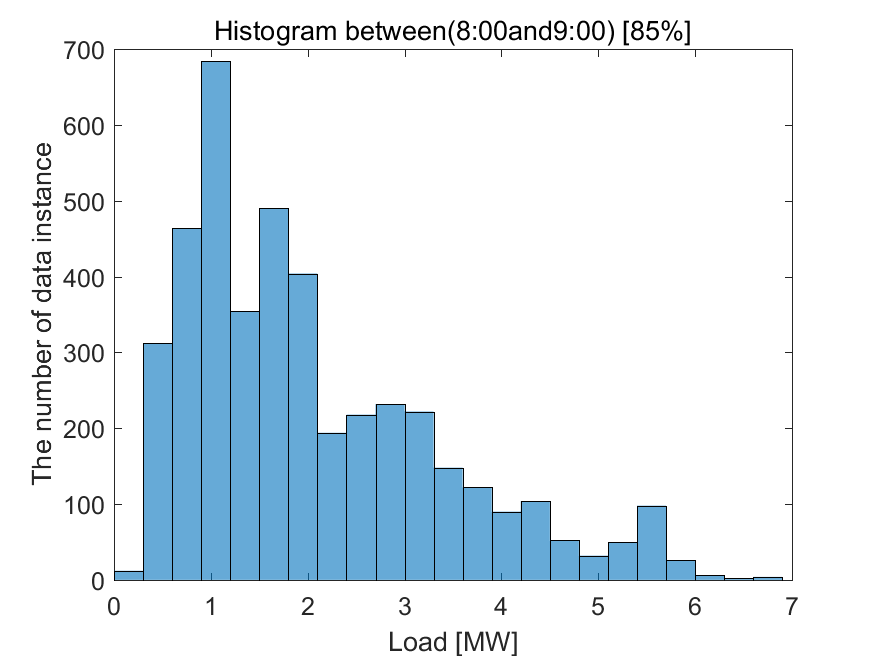 Histogram between(8:00and9:00) [85%]
The number of data instance
700
600
500
400
300
200
100
0
0 1 2 3 4 5 6 7
Load [MW]